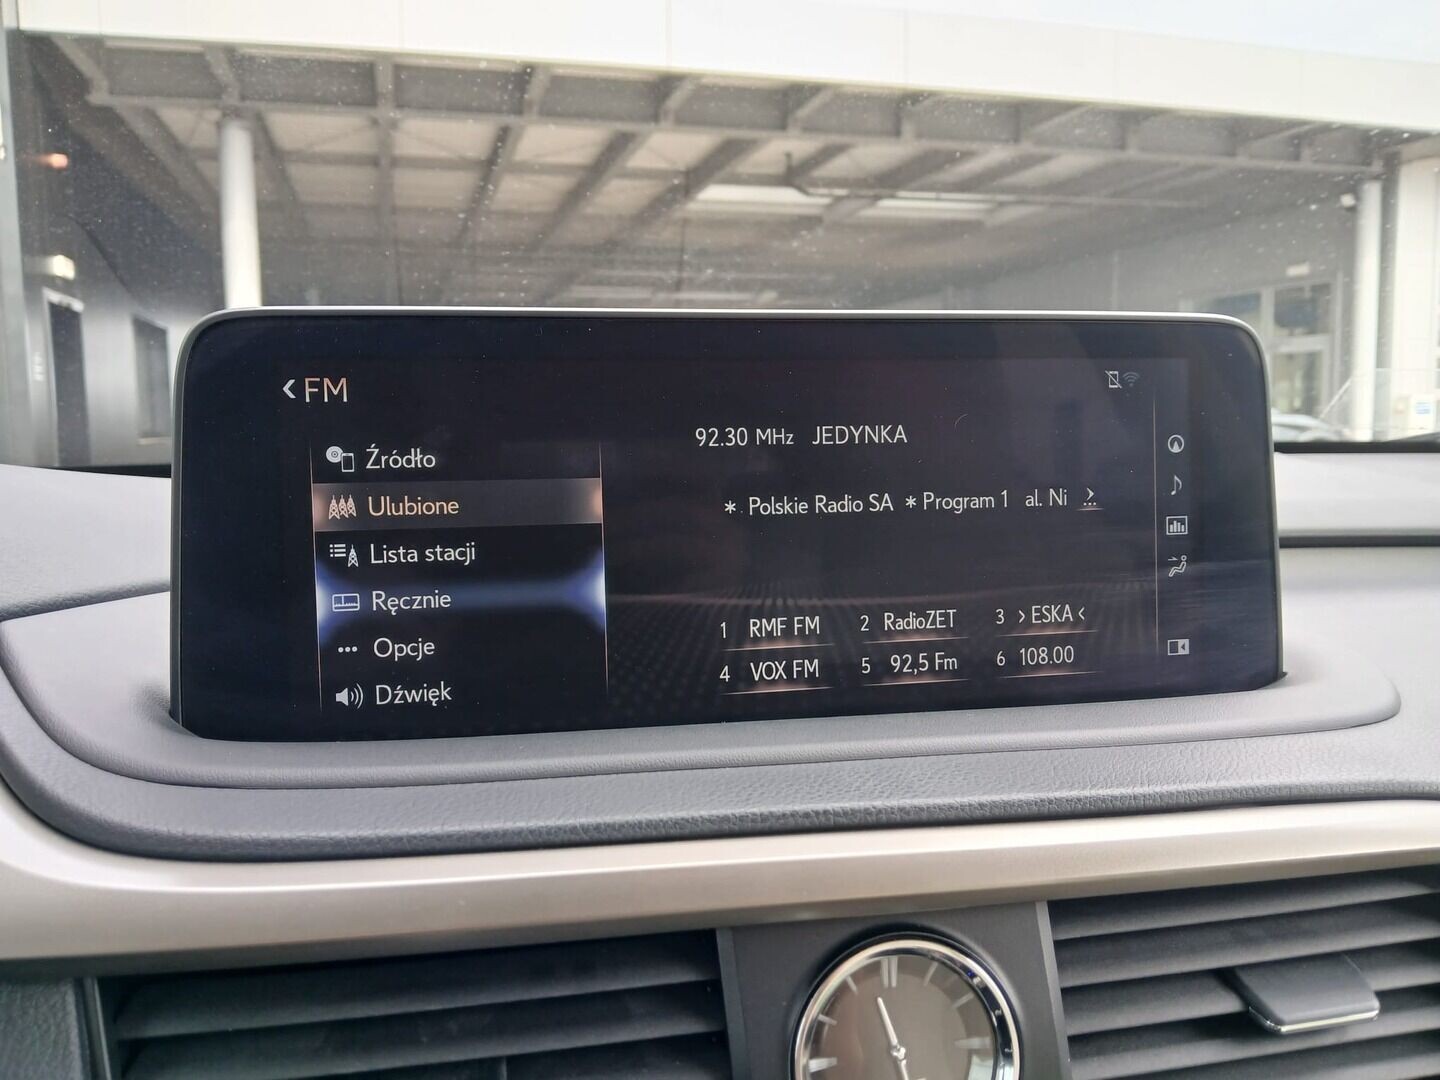 FM
Źródło
Ulubione
Lista stacji
Ręcznie
Opcje
Dźwięk
92.30 MHz JEDYNKA
* Polskie Radio SA * Program 1 al. Ni
1 RMF FM 2 RadioZET 3 > ESKA <
4 VOX FM 5 92,5 Fm 6 108.00